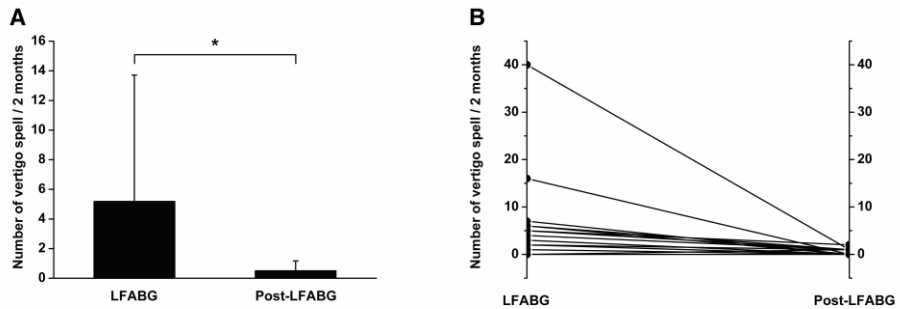 A
Number of vertigo spell / 2 months
16
14
12
10
8
6
4
2
0
*
LFABG
Post-LFABG
B
Number of vertigo spell / 2 months
40
30
20
10
0
40
30
20
10
0
LFABG
Post-LFABG